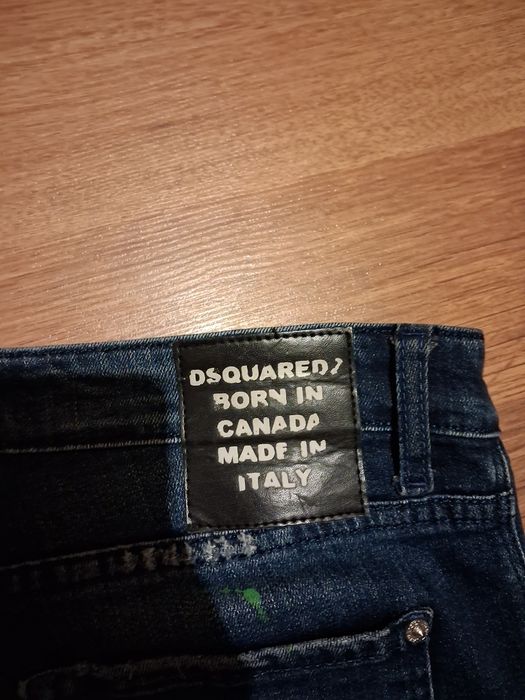 DSQUARED2
BORN IN
CANADA
MADE IN
ITALY